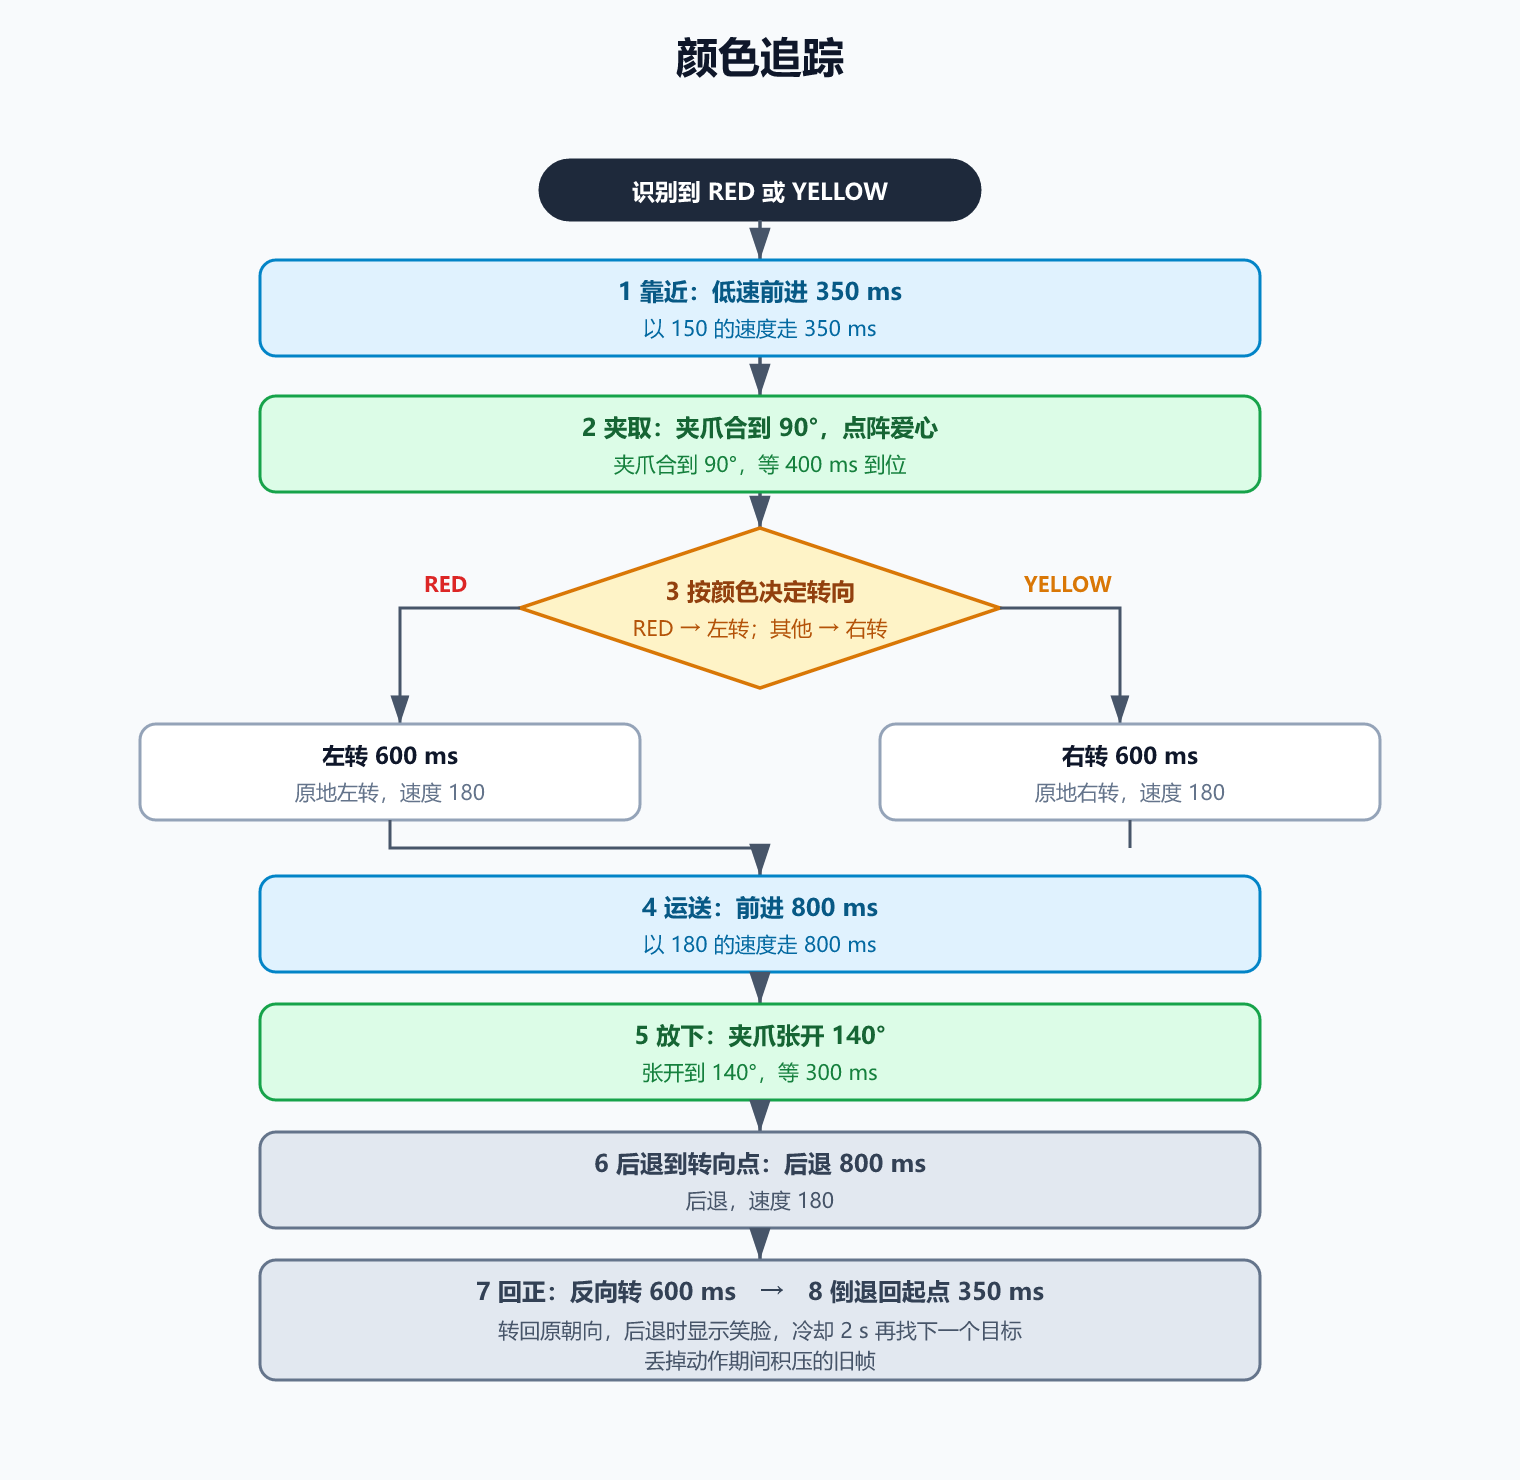 颜色追踪
识别到 RED 或 YELLOW
1 靠近：低速前进 350 ms
以 150 的速度走 350 ms
2 夹取：夹爪合到 90°，点阵爱心
夹爪合到 90°，等 400 ms 到位
RED
YELLOW
3 按颜色决定转向
RED → 左转；其他 → 右转
左转 600 ms
原地左转，速度 180
右转 600 ms
原地右转，速度 180
4 运送：前进 800 ms
以 180 的速度走 800 ms
5 放下：夹爪张开 140°
张开到 140°，等 300 ms
6 后退到转向点：后退 800 ms
后退，速度 180
7 回正：反向转 600 ms → 8 倒退回起点 350 ms
转回原朝向，后退时显示笑脸，冷却 2 s 再找下一个目标
丢掉动作期间积压的旧帧